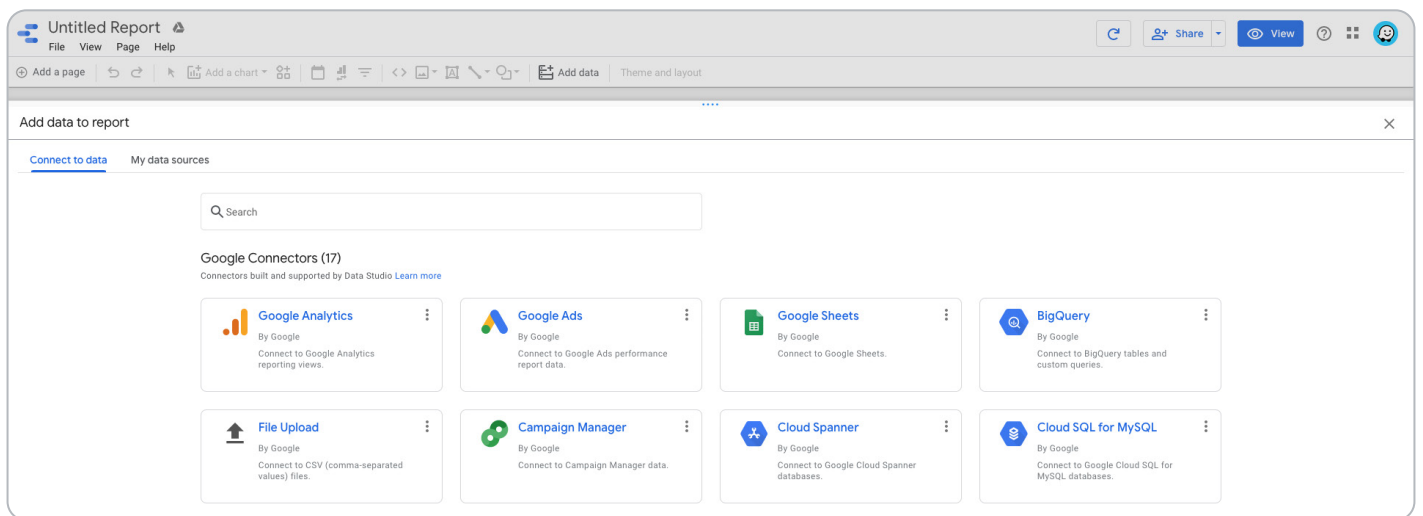 Untitled Report
File View Page Help
Share
View
Add a page
Add a chart
Add data
Theme and layout
Add data to report
Connect to data
My data sources
Search
Google Connectors (17)
Connectors built and supported by Data Studio Learn more
Google Analytics
By Google
Connect to Google Analytics
reporting views.
Google Ads
By Google
Connect to Google Ads performance
report data.
Google Sheets
By Google
Connect to Google Sheets.
BigQuery
By Google
Connect to BigQuery tables and
custom queries.
File Upload
By Google
Connect to CSV (comma-separated
values) files.
Campaign Manager
By Google
Connect to Campaign Manager data.
Cloud Spanner
By Google
Connect to Google Cloud Spanner
databases.
Cloud SQL for MySQL
By Google
Connect to Google Cloud SQL for
MySQL databases.